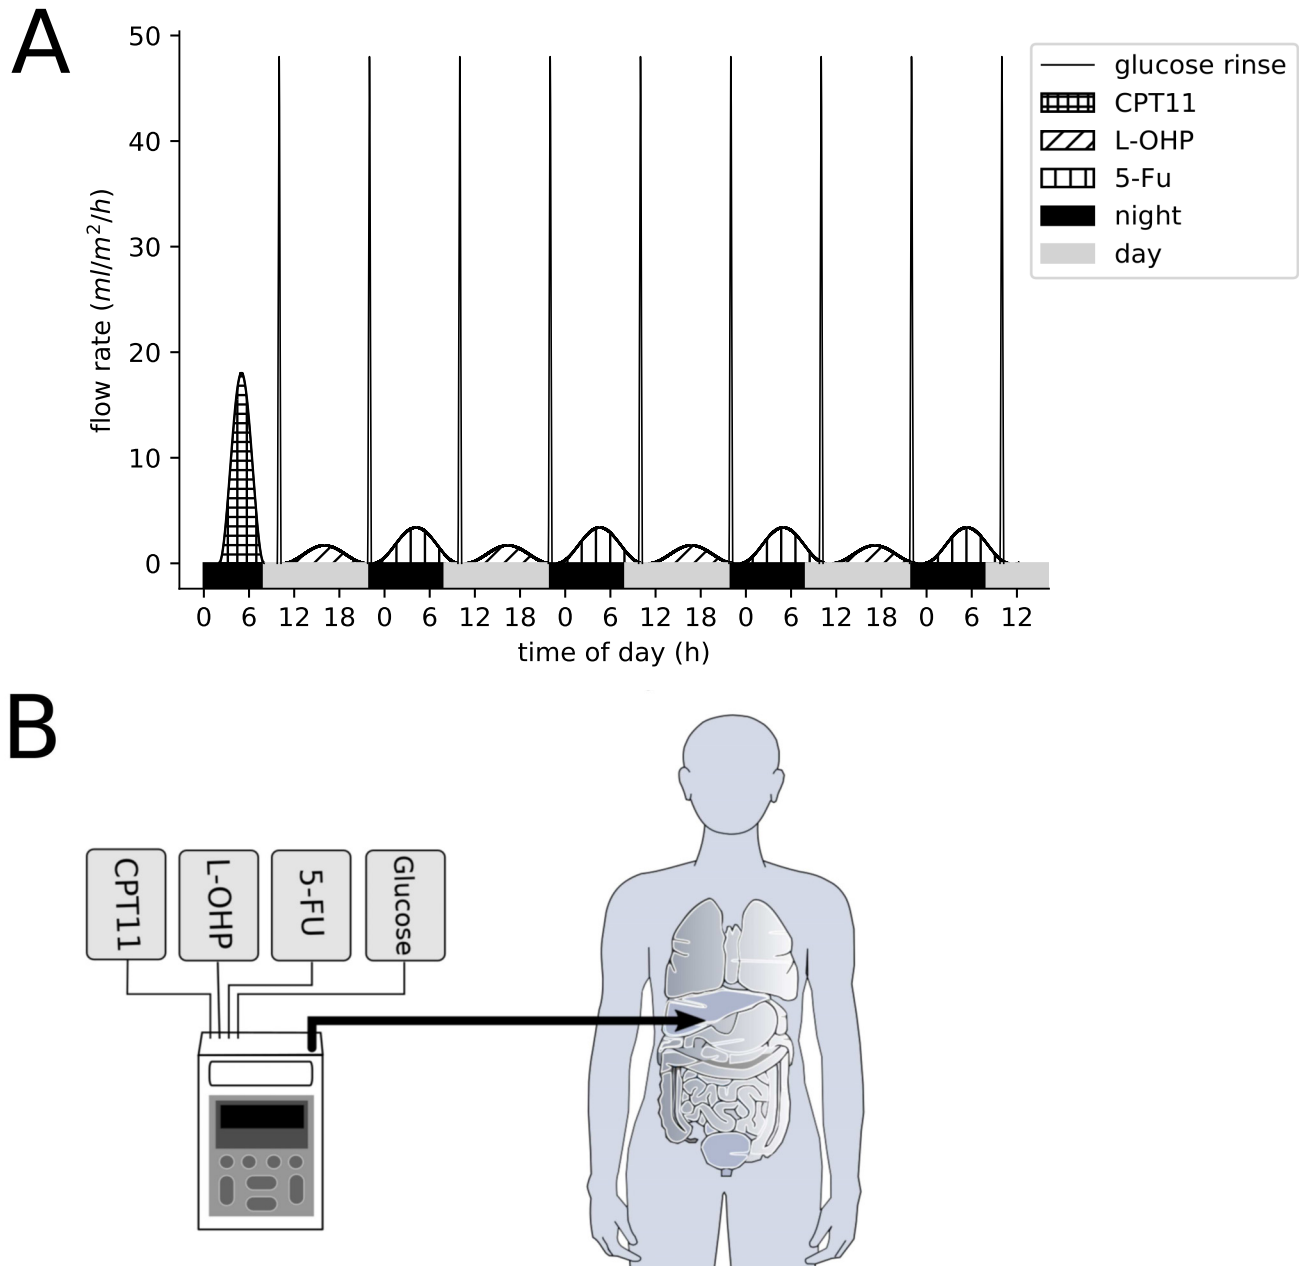 A
50
40
30
20
10
0
flow rate (ml/m²/h)
0 6 12 18 0 6 12 18 0 6 12 18 0 6 12 18 0 6 12
time of day (h)
glucose rinse
CPT11
L-OHP
5-Fu
night
day
B
CPT11
L-OHP
5-FU
Glucose